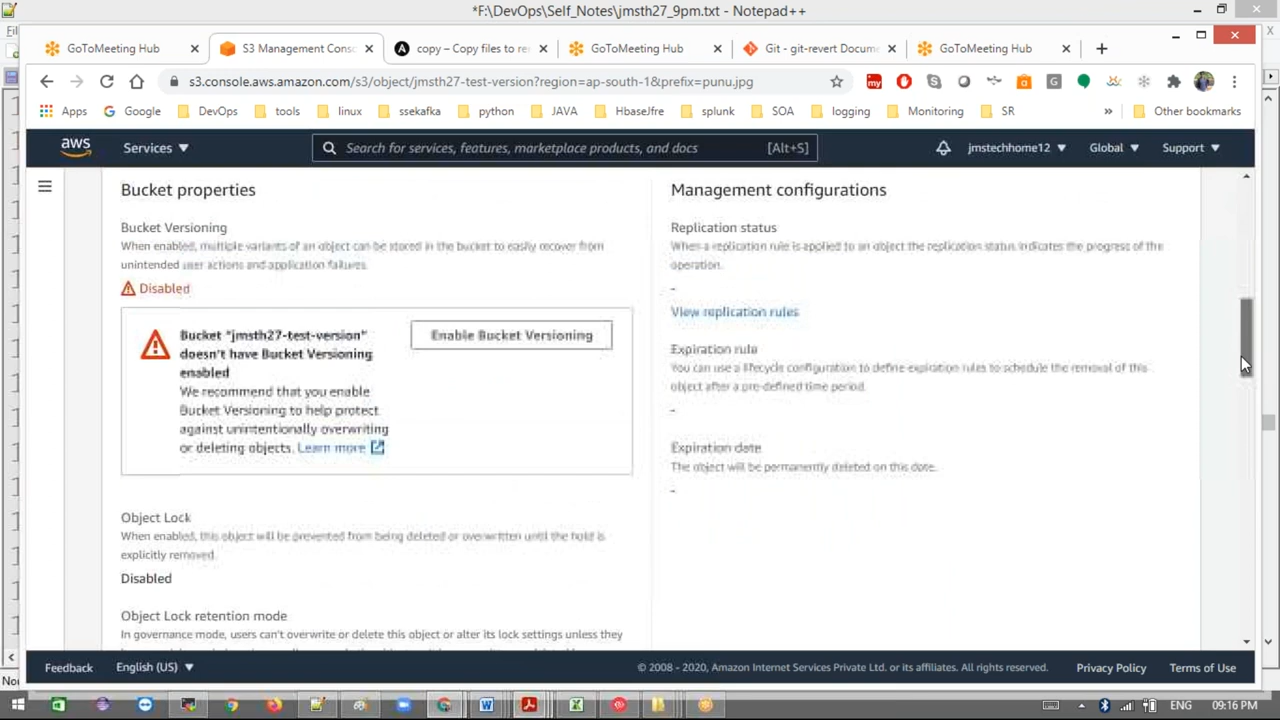 *F:\DevOps\Self_Notes\jmsth27_9pm.txt - Notepad++
GoToMeeting Hub
S3 Management Consc
copy – Copy files to re
GoToMeeting Hub
Git - git-revert Docum
GoToMeeting Hub
s3.console.aws.amazon.com/s3/object/jmsth27-test-version?region=ap-south-1&prefix=punu.jpg
Apps
Google
DevOps
tools
linux
ssekafka
python
JAVA
HbaseJfre
splunk
SOA
logging
Monitoring
SR
»
Other bookmarks
aws
Services
Search for services, features, marketplace products, and docs
[Alt+S]
jmstechhome12
Global
Support
Bucket properties
Bucket Versioning
When enabled, multiple variants of an object can be stored in the bucket to easily recover from
unintended user actions and application failures.
Disabled
Bucket "jmsth27-test-version"
doesn't have Bucket Versioning
enabled
We recommend that you enable
Bucket Versioning to help protect
against unintentionally overwriting
or deleting objects. Learn more
Enable Bucket Versioning
Object Lock
When enabled, this object will be prevented from being deleted or overwritten until the hold is
explicitly removed.
Disabled
Object Lock retention mode
In governance mode, users can't overwrite or delete this object or alter its lock settings unless they
Management configurations
Replication status
When a replication rule is applied to an object the replication status indicates the progress of the
operation.
-
View replication rules
Expiration rule
You can use a lifecycle configuration to define expiration rules to schedule the removal of this
object after a pre-defined time period.
-
Expiration date
The object will be permanently deleted on this date.
-
Feedback
English (US)
© 2008 - 2020, Amazon Internet Services Private Ltd. or its affiliates. All rights reserved.
Privacy Policy
Terms of Use
ENG
09:16 PM